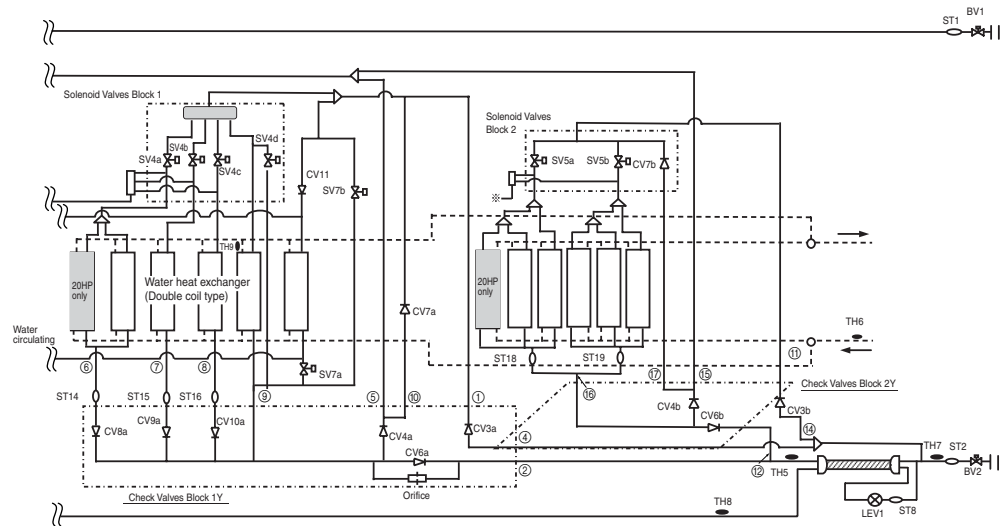 ST1
BV1
Solenoid Valves Block 1
Solenoid Valves
Block 2
SV4a
SV4b
SV4c
SV4d
CV11
SV7b
SV5a
SV5b
CV7b
※
TH9
20HP
only
Water heat exchanger
(Double coil type)
20HP
only
CV7a
Water
circulating
TH6
⑥
⑦
⑧
⑨
SV7a
⑤
⑩
①
ST18
ST19
⑪
⑰
⑮
⑯
Check Valves Block 2Y
ST14
ST15
ST16
CV8a
CV9a
CV10a
CV4a
CV3a
④
CV4b
CV6b
CV3b
⑭
CV6a
②
⑫
TH5
TH7
ST2
BV2
Orifice
Check Valves Block 1Y
TH8
LEV1
ST8